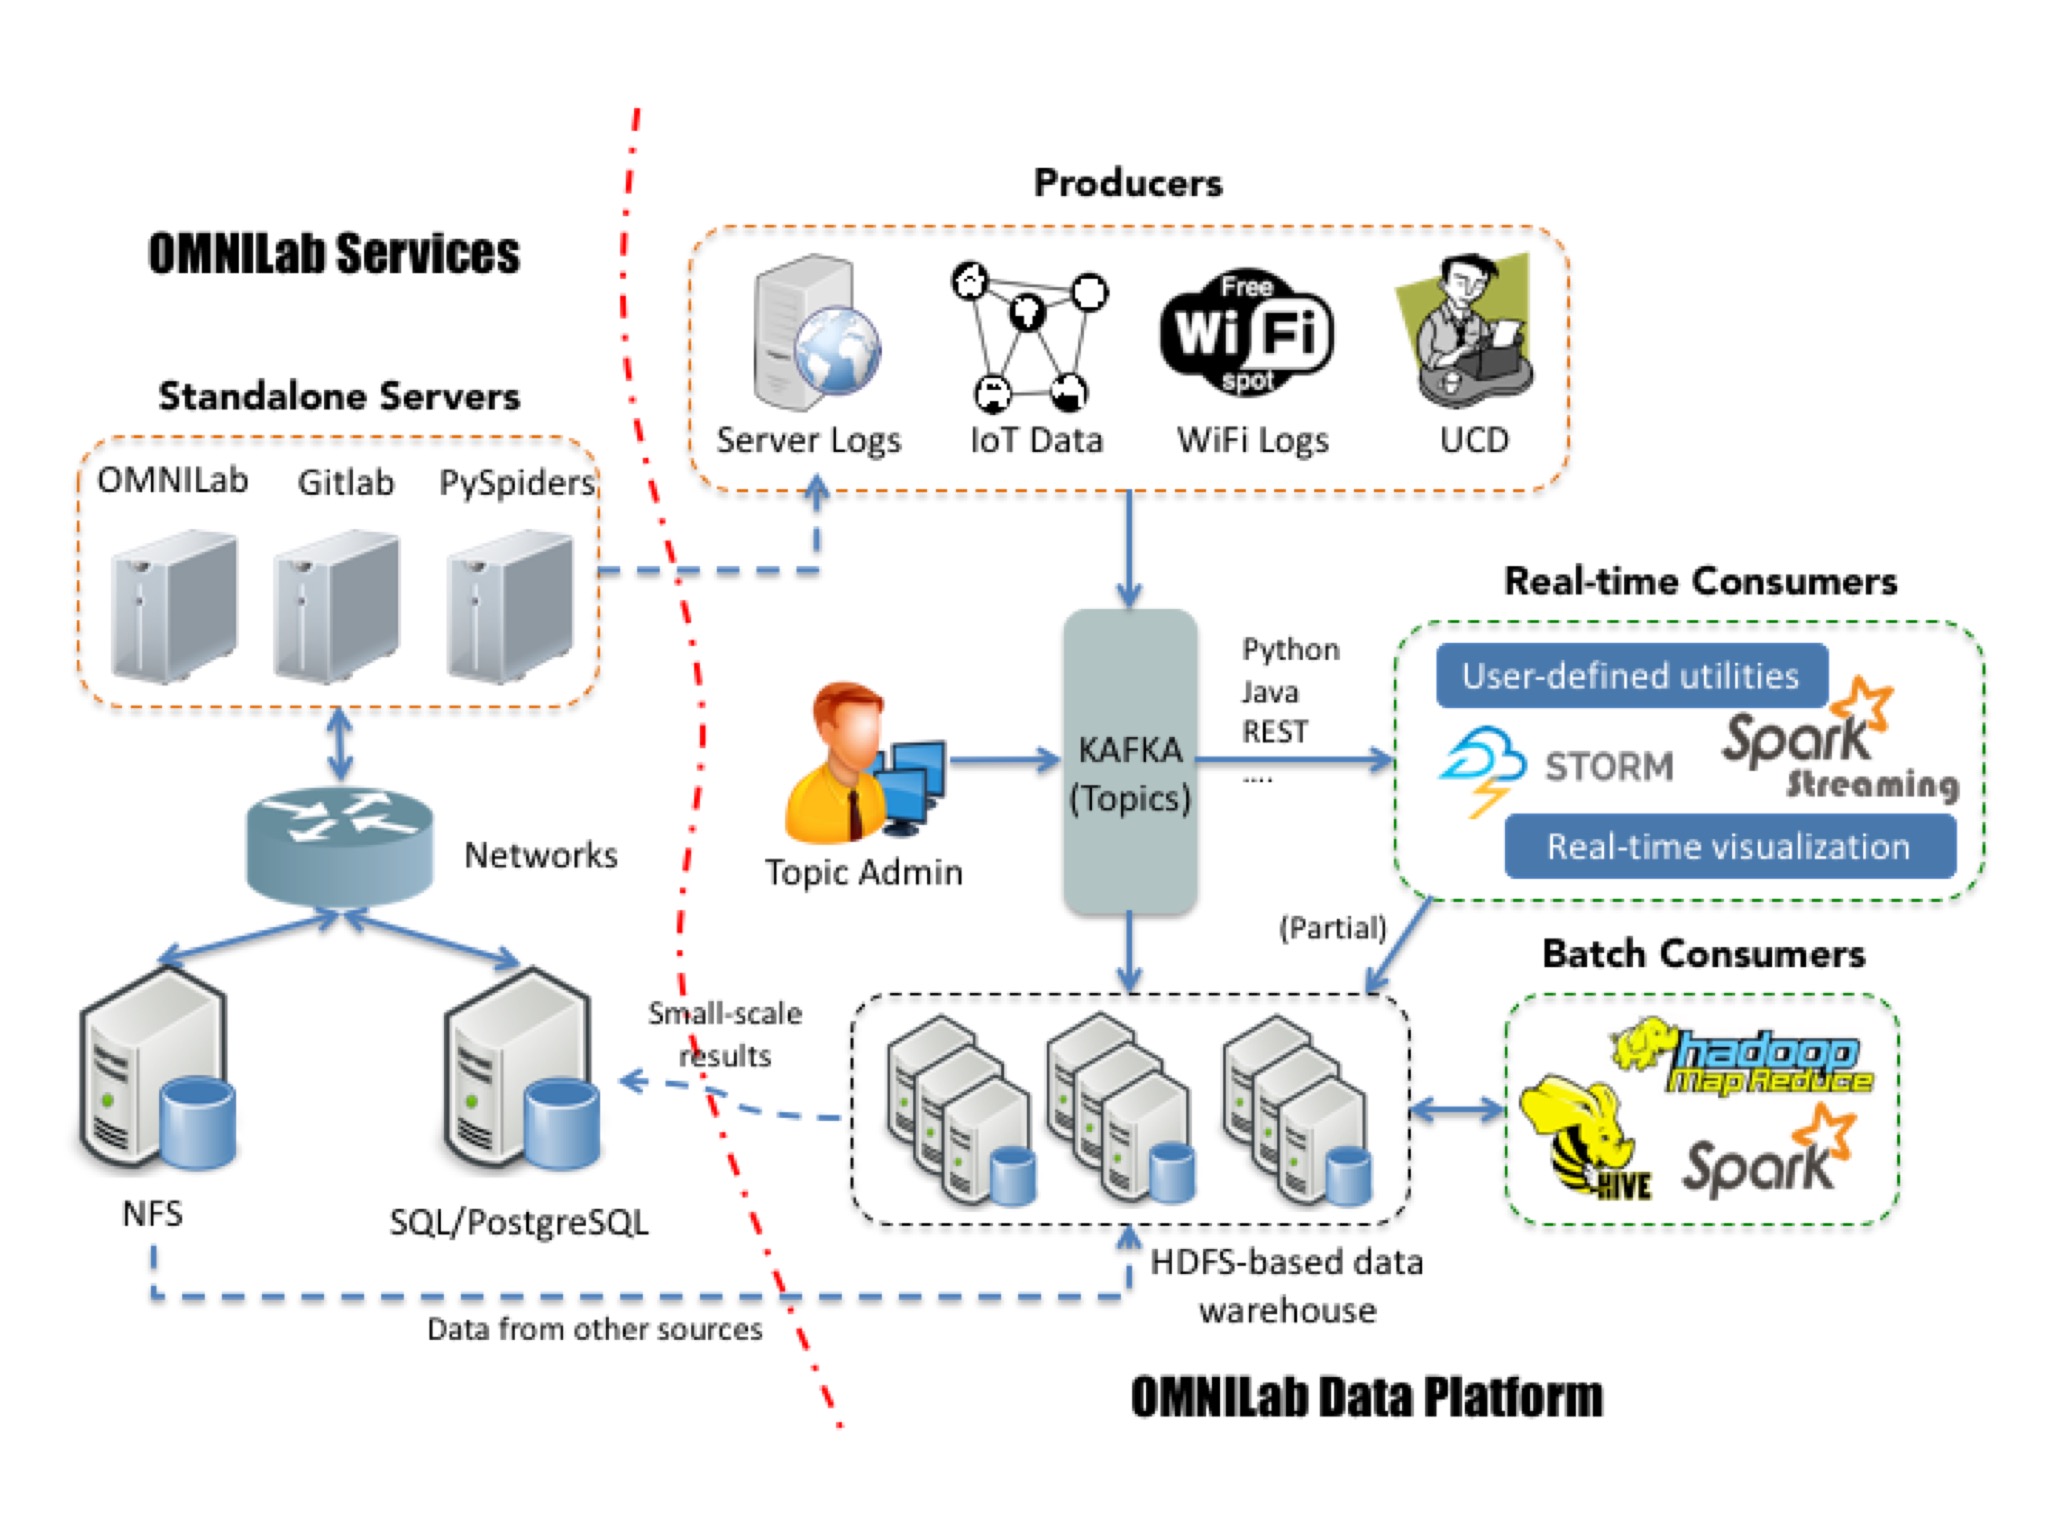 OMNILab Services
Standalone Servers
OMNILab
Gitlab
PySpiders
Networks
NFS
SQL/PostgreSQL
Producers
Free
WiFi
spot
Server Logs
IoT Data
WiFi Logs
UCD
Topic Admin
KAFKA
(Topics)
Python
Java
REST
....
Real-time Consumers
User-defined utilities
STORM
Spark
Streaming
Real-time visualization
(Partial)
Batch Consumers
hadoop
Map Reduce
HIVE
Spark
Small-scale
results
HDFS-based data
warehouse
Data from other sources
OMNILab Data Platform